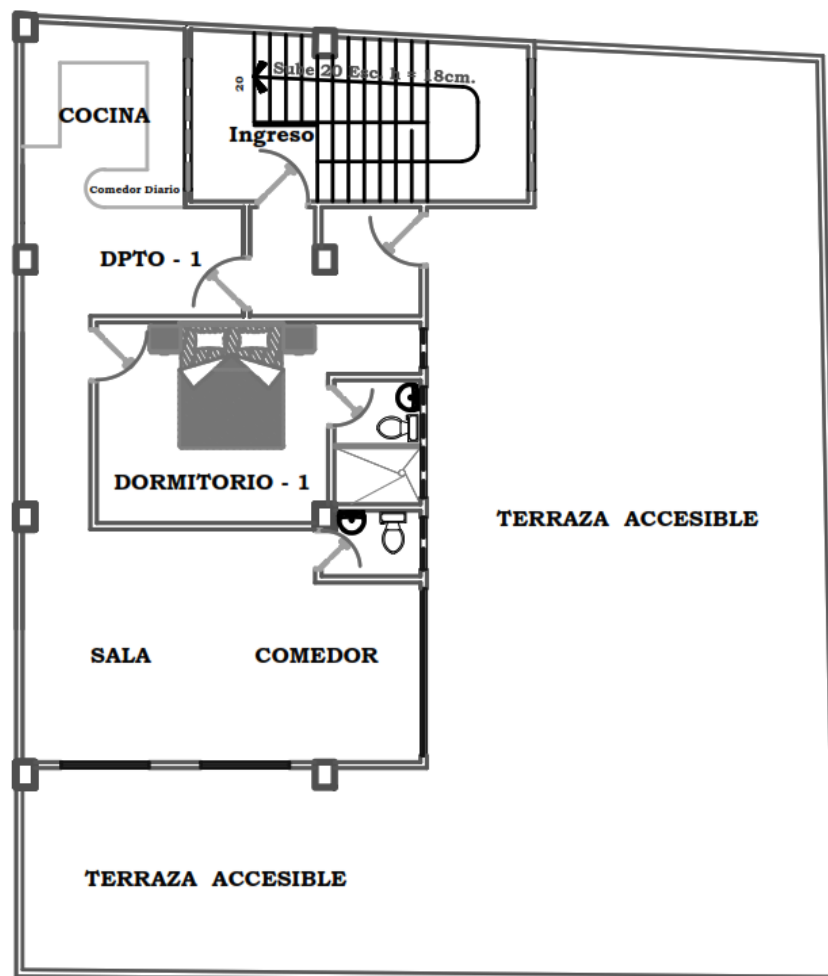 Sube 20 Esc. h = 18cm.
20
COCINA
Ingreso
Comedor Diario
DPTO - 1
DORMITORIO - 1
TERRAZA ACCESIBLE
SALA
COMEDOR
TERRAZA ACCESIBLE